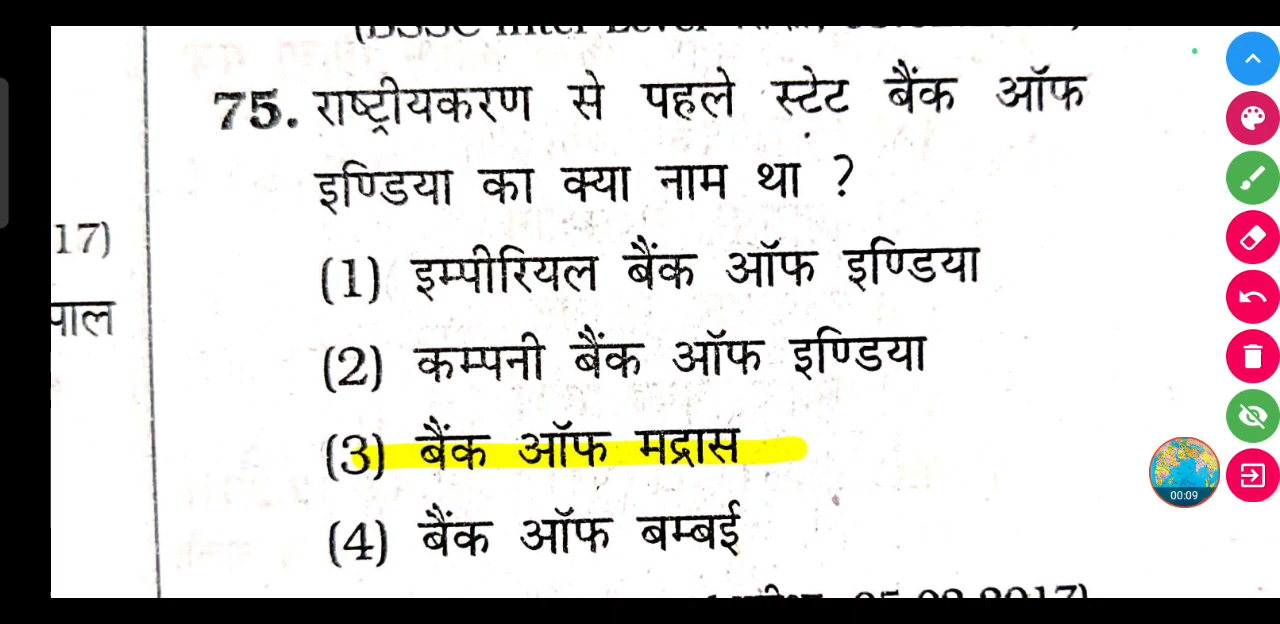 75. राष्ट्रीयकरण से पहले स्टेट बैंक ऑफ
इण्डिया का क्या नाम था ?
17)
(1) इम्पीरियल बैंक ऑफ इण्डिया
पाल
(2) कम्पनी बैंक ऑफ इण्डिया
(3) बैंक ऑफ मद्रास
00:09
(4) बैंक ऑफ बम्बई